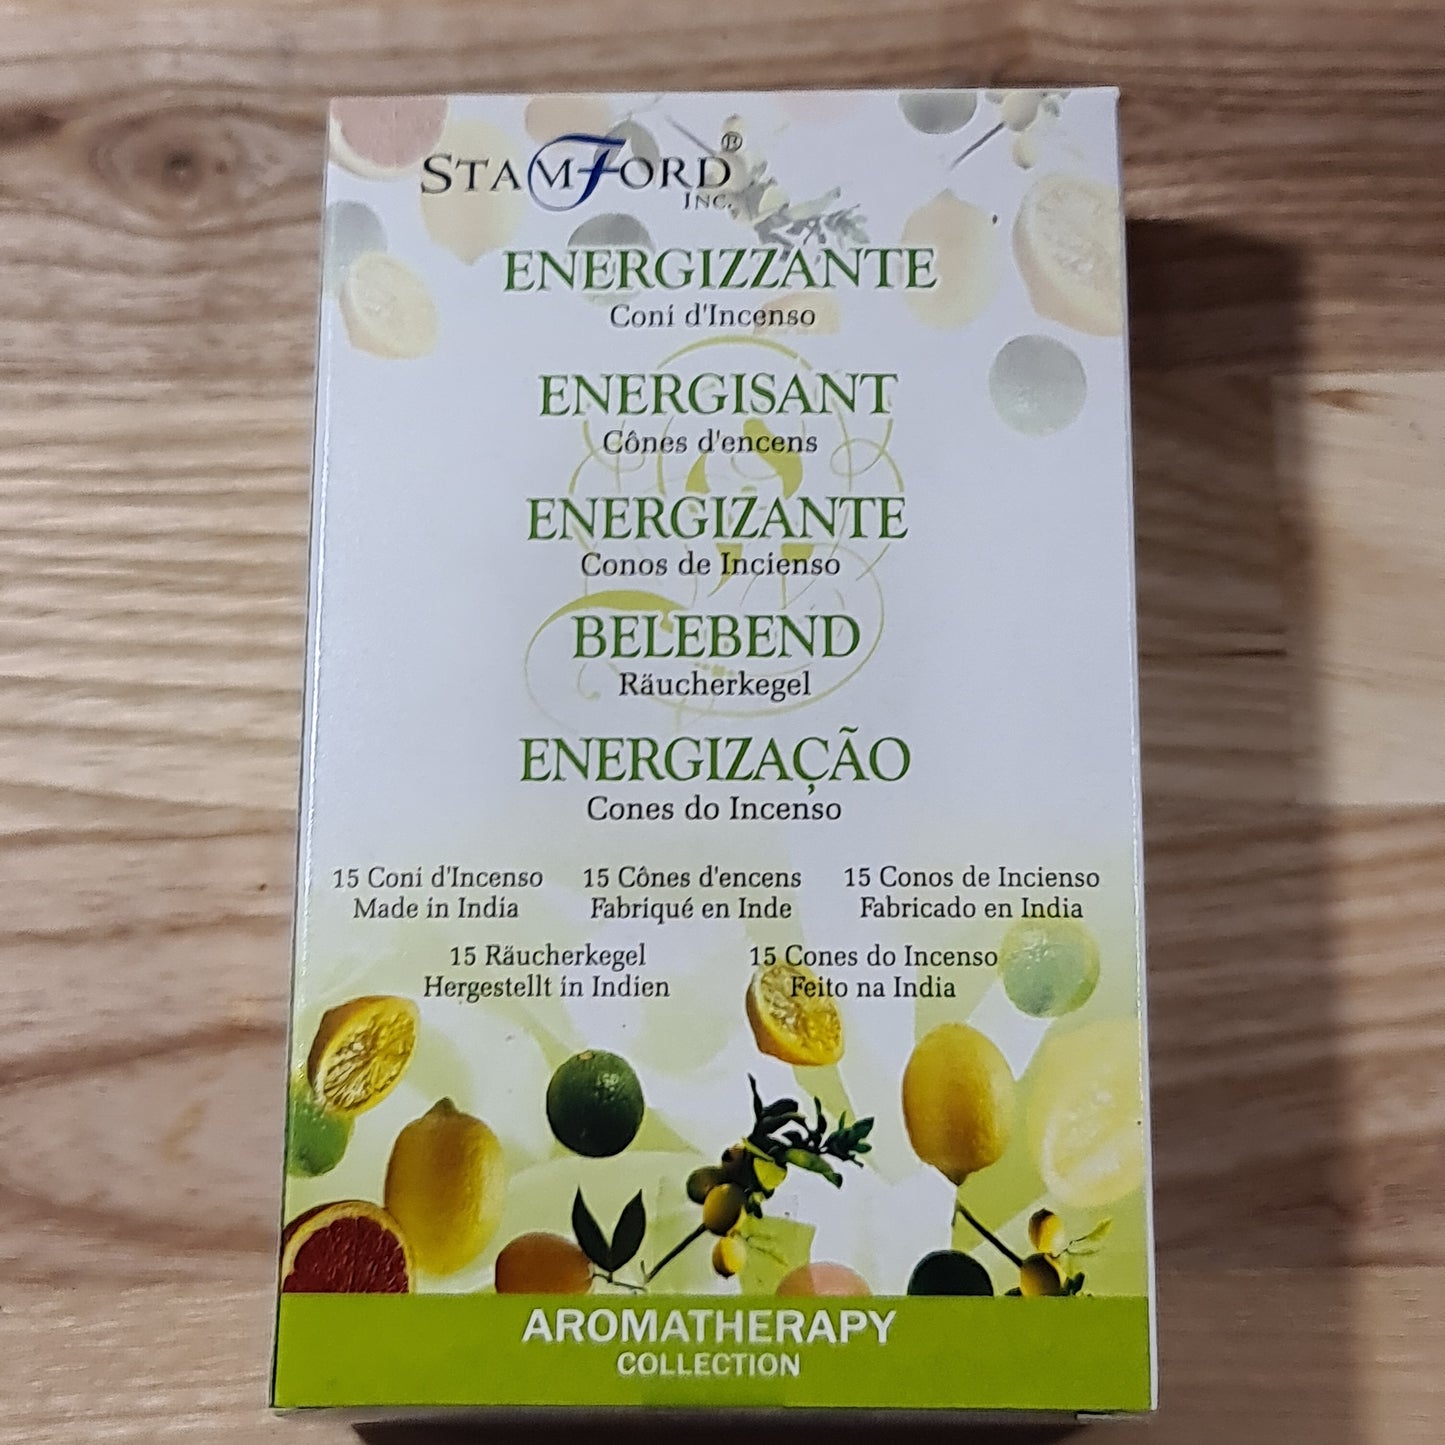 STAMFORD®
INC.
ENERGIZZANTE
Coni d'Incenso
ENERGISANT
Cônes d'encens
ENERGIZANTE
Conos de Incienso
BELEBEND
Räucherkegel
ENERGIZAÇÃO
Cones do Incenso
15 Coni d'Incenso 15 Cônes d'encens 15 Conos de Incienso
Made in India Fabriqué en Inde Fabricado en India
15 Räucherkegel 15 Cones do Incenso
Hergestellt in Indien Feito na India
AROMATHERAPY
COLLECTION